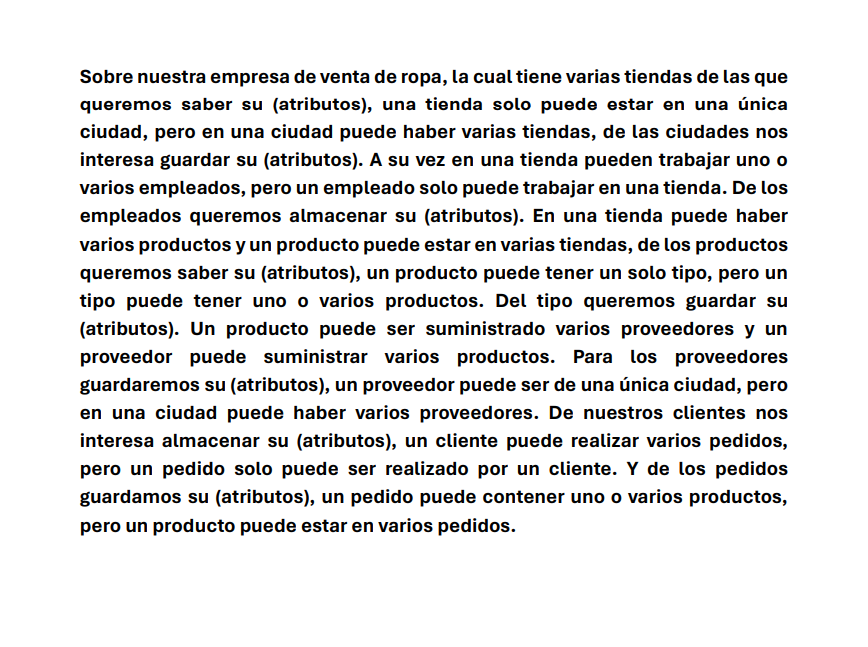 Sobre nuestra empresa de venta de ropa, la cual tiene varias tiendas de las que
queremos saber su (atributos), una tienda solo puede estar en una única
ciudad, pero en una ciudad puede haber varias tiendas, de las ciudades nos
interesa guardar su (atributos). A su vez en una tienda pueden trabajar uno o
varios empleados, pero un empleado solo puede trabajar en una tienda. De los
empleados queremos almacenar su (atributos). En una tienda puede haber
varios productos y un producto puede estar en varias tiendas, de los productos
queremos saber su (atributos), un producto puede tener un solo tipo, pero un
tipo puede tener uno o varios productos. Del tipo queremos guardar su
(atributos). Un producto puede ser suministrado varios proveedores y un
proveedor puede suministrar varios productos. Para los proveedores
guardaremos su (atributos), un proveedor puede ser de una única ciudad, pero
en una ciudad puede haber varios proveedores. De nuestros clientes nos
interesa almacenar su (atributos), un cliente puede realizar varios pedidos,
pero un pedido solo puede ser realizado por un cliente. Y de los pedidos
guardamos su (atributos), un pedido puede contener uno o varios productos,
pero un producto puede estar en varios pedidos.